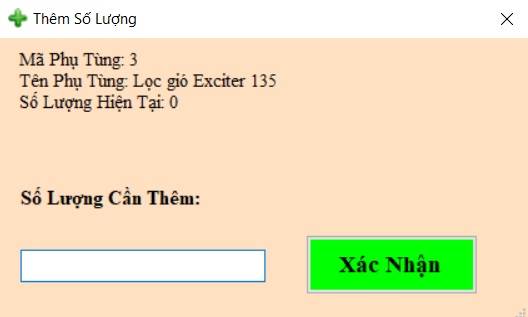 Thêm Số Lượng
Mã Phụ Tùng: 3
Tên Phụ Tùng: Lọc gió Exciter 135
Số Lượng Hiện Tại: 0
Số Lượng Cần Thêm:
Xác Nhận